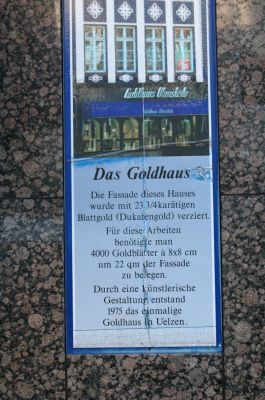 Goldhaus Olmstedt
Das Goldhaus
Die Fassade dieses Hauses
wurde mit 23 3/4karätigen
Blattgold (Dukatengold) verziert.
Für diese Arbeiten
benötigte man
4000 Goldblätter à 8x8 cm
um 22 qm der Fassade
zu belegen.
Durch eine künstlerische
Gestaltung entstand
1975 das einmalige
Goldhaus in Uelzen.